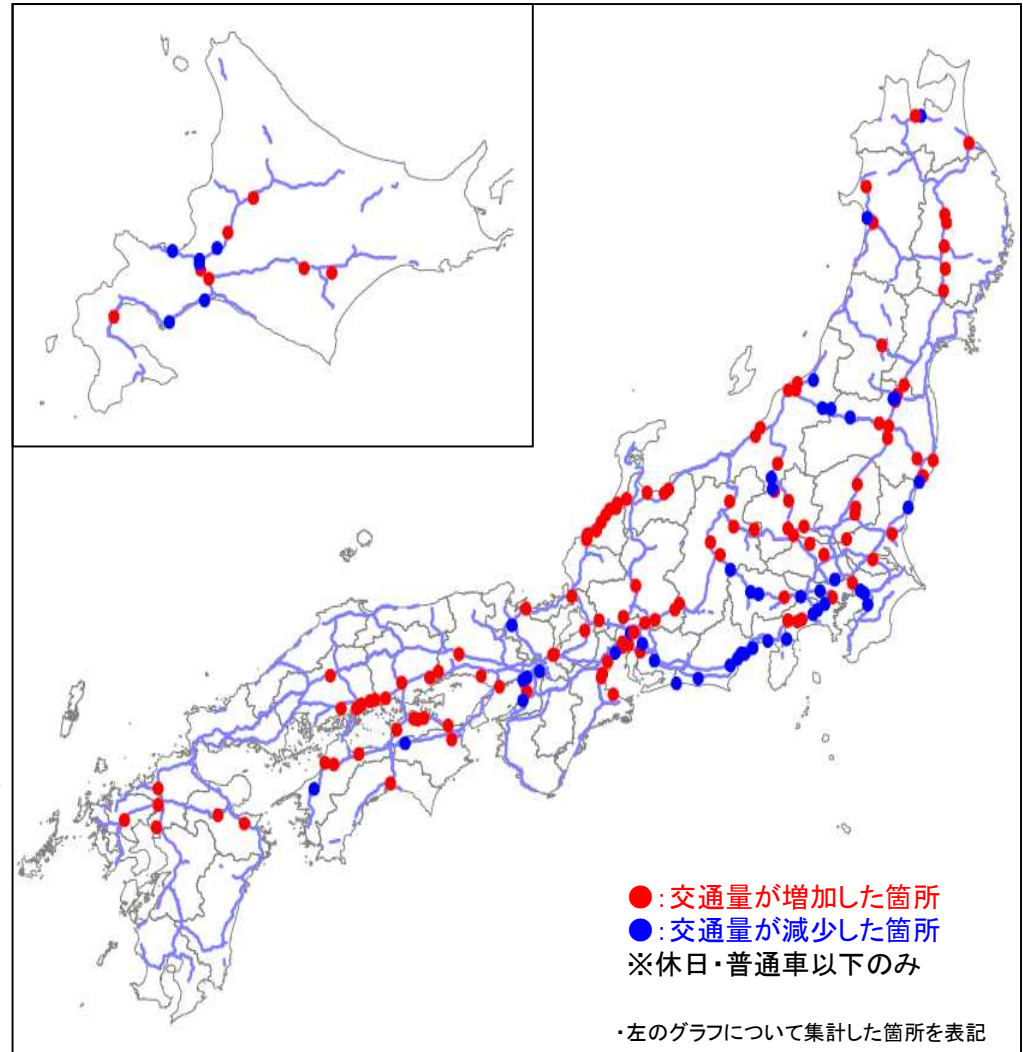 ●:交通量が増加した箇所
●:交通量が減少した箇所
※休日・普通車以下のみ
・左のグラフについて集計した箇所を表記